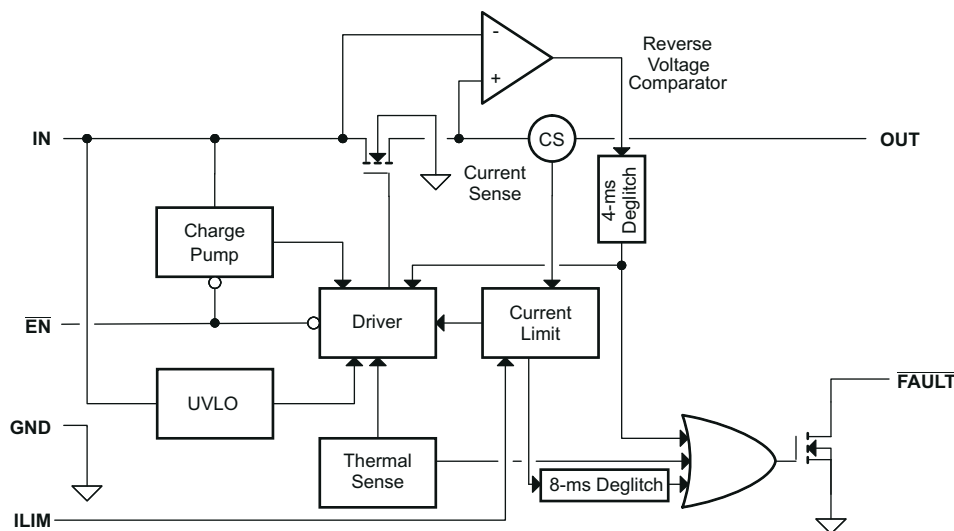 -
Reverse
Voltage
Comparator
+
IN
CS
OUT
Current
Sense
4-ms
Deglitch
Charge
Pump
EN
Driver
Current
Limit
FAULT
UVLO
GND
Thermal
Sense
8-ms Deglitch
ILIM